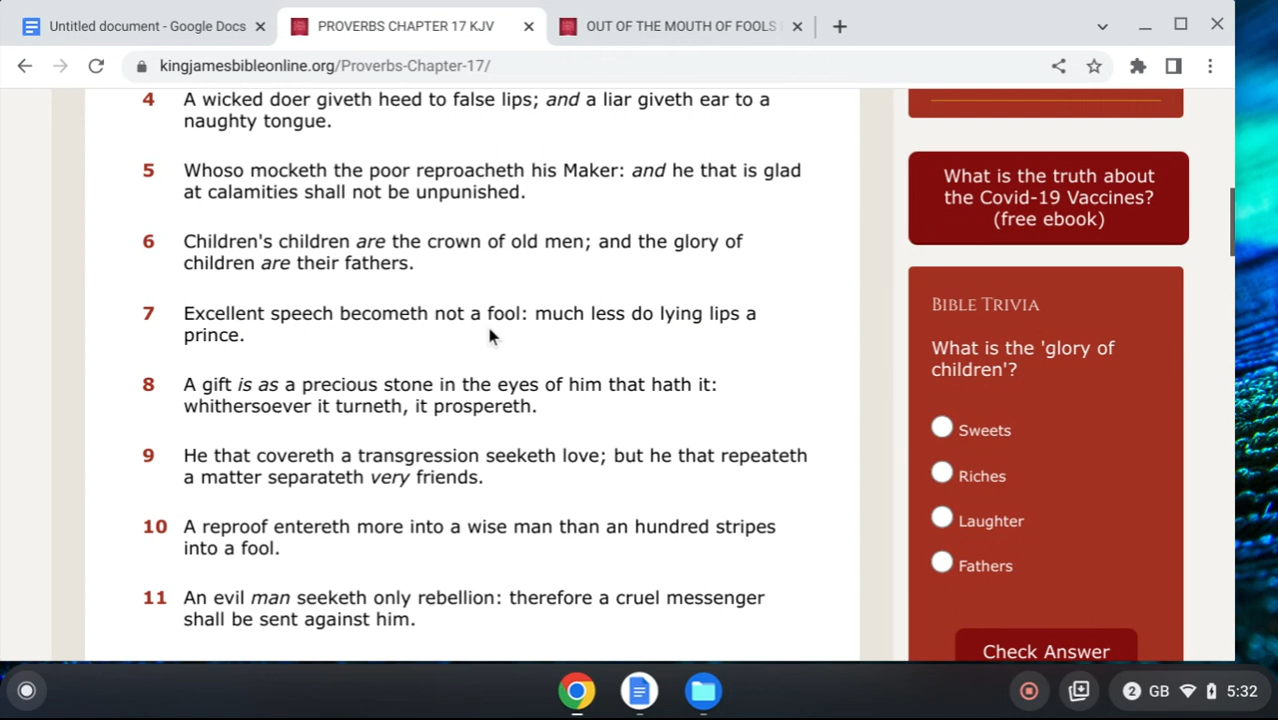 Untitled document - Google Docs
PROVERBS CHAPTER 17 KJV
OUT OF THE MOUTH OF FOOLS
kingjamesbibleonline.org/Proverbs-Chapter-17/
4 A wicked doer giveth heed to false lips; and a liar giveth ear to a
naughty tongue.
5 Whoso mocketh the poor reproacheth his Maker: and he that is glad
at calamities shall not be unpunished.
6 Children's children are the crown of old men; and the glory of
children are their fathers.
7 Excellent speech becometh not a fool: much less do lying lips a
prince.
8 A gift is as a precious stone in the eyes of him that hath it:
whithersoever it turneth, it prospereth.
9 He that covereth a transgression seeketh love; but he that repeateth
a matter separateth very friends.
10 A reproof entereth more into a wise man than an hundred stripes
into a fool.
11 An evil man seeketh only rebellion: therefore a cruel messenger
shall be sent against him.
What is the truth about
the Covid-19 Vaccines?
(free ebook)
BIBLE TRIVIA
What is the 'glory of
children'?
Sweets
Riches
Laughter
Fathers
Check Answer
2 GB 5:32